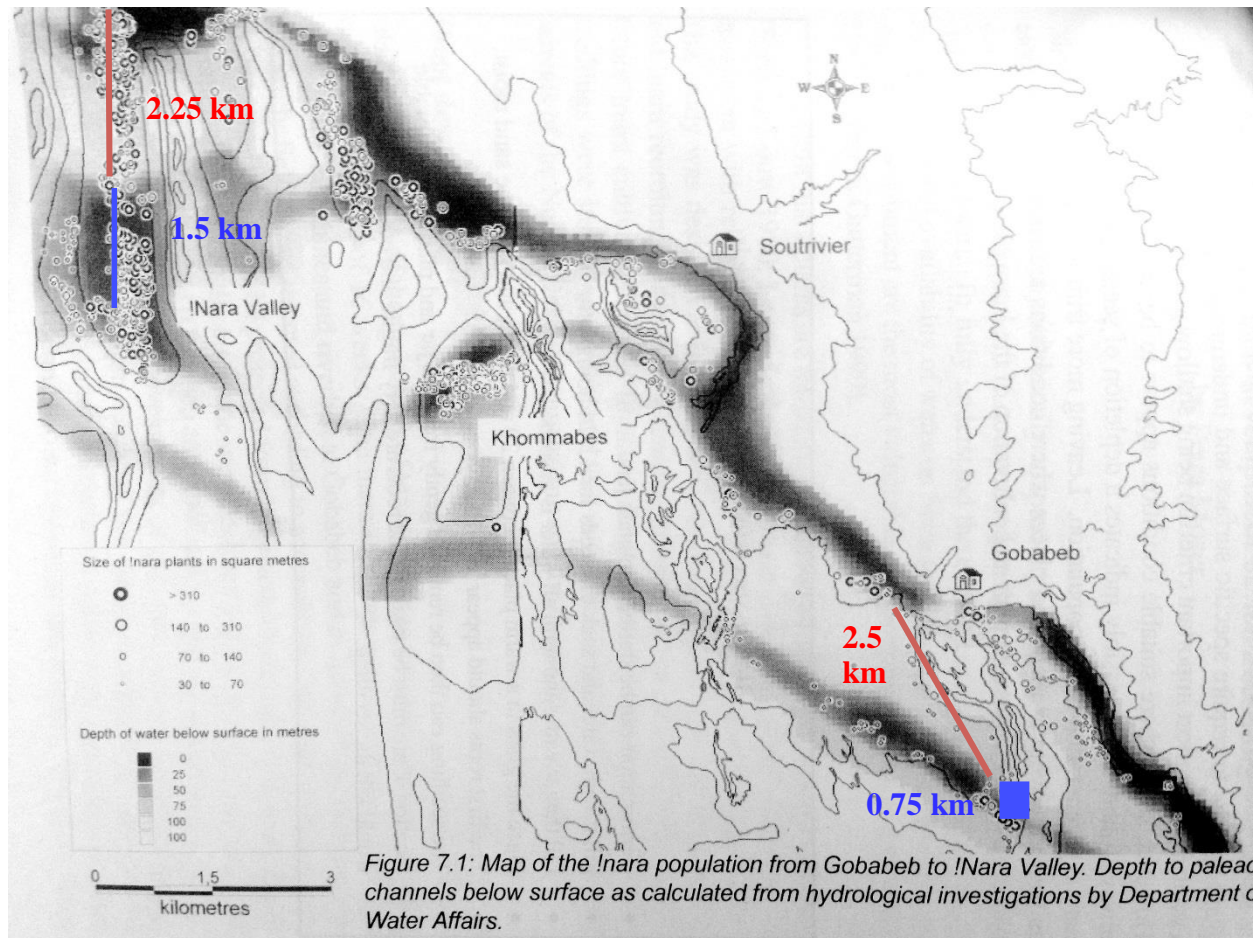 N
W E
S
2.25 km
1.5 km
!Nara Valley
Soutrivier
Khommabes
Gobabeb
2.5
km
0.75 km
Size of !nara plants in square metres
> 310
140 to 310
70 to 140
30 to 70
Depth of water below surface in metres
0
25
50
75
100
100
0 1,5 3
kilometres
Figure 7.1: Map of the !nara population from Gobabeb to !Nara Valley. Depth to
channels below surface as calculated from hydrological investigations by Department
Water Affairs.